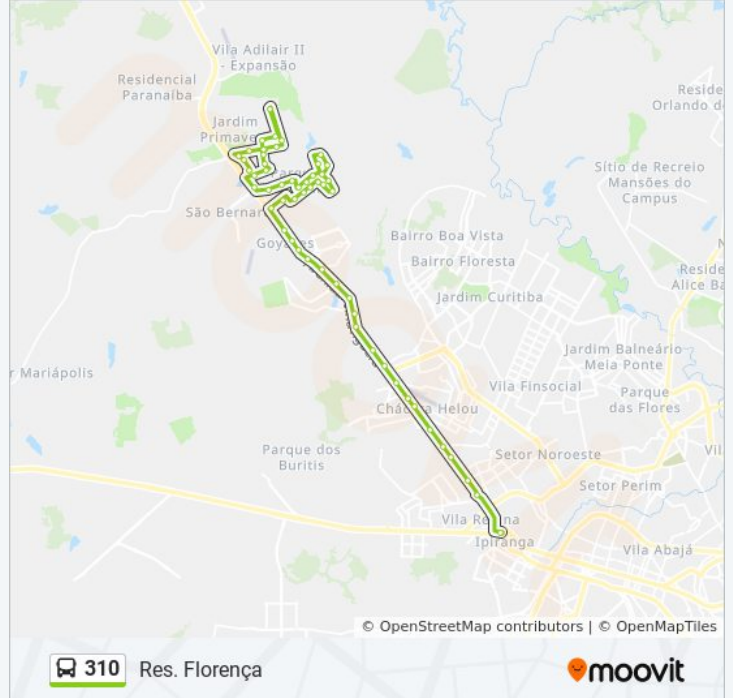 Vila Adilair II
- Expansão
Residencial
Paranaíba
Reside
Orlando de
Jardim
Primave
Parq
Sítio de Recreio
Mansões do
Campus
São Bernar
Goyases
Bairro Boa Vista
Bairro Floresta
Reside
Alice Ba
Jardim Curitiba
Jardim Balneário
Meia Ponte
r Mariápolis
Vila Finsocial
Parque
das Flores
Chácara Helou
Parque dos
Buritis
Setor Noroeste
Vil
Setor Perim
Vila Regina
Ipiranga
Vila Abajá
© OpenStreetMap contributors | © OpenMapTiles
310 Res. Florença
moovit